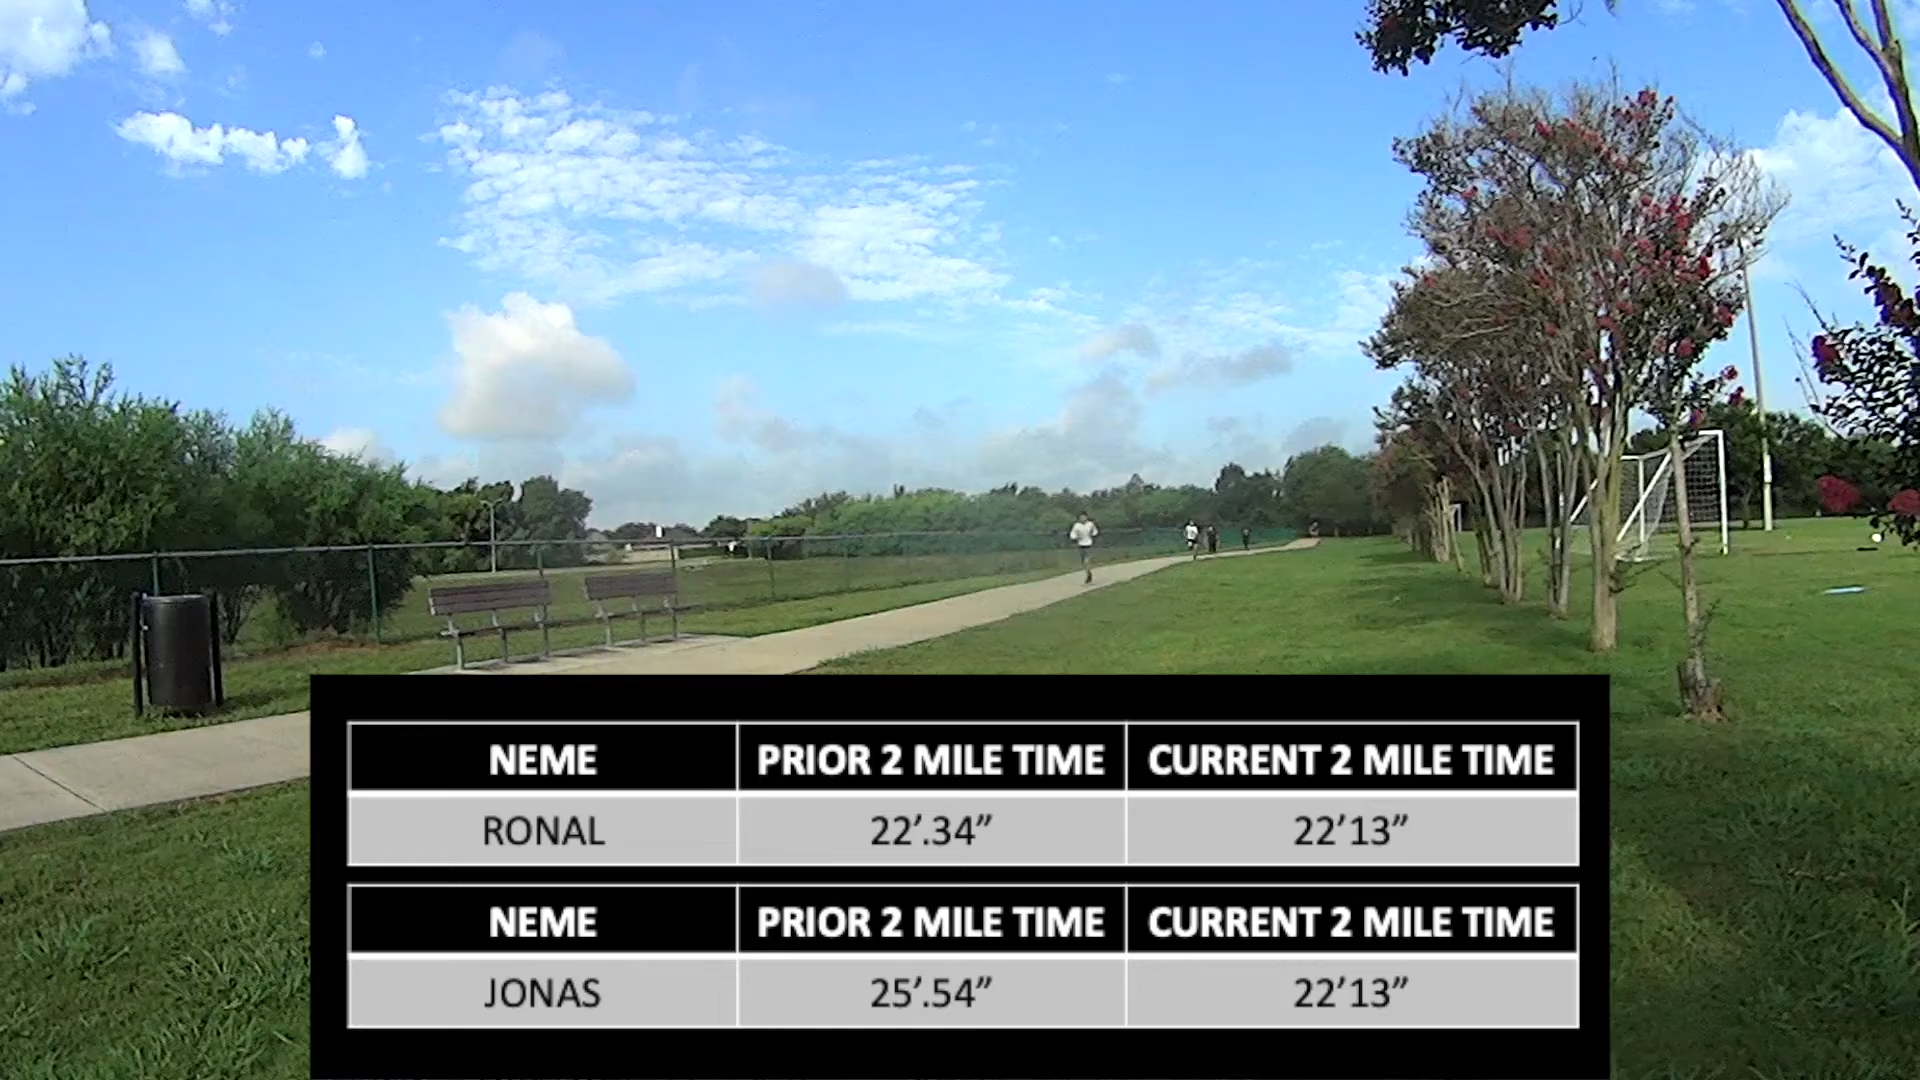 NEME PRIOR 2 MILE TIME CURRENT 2 MILE TIME
RONAL 22'.34” 22'13”
NEME PRIOR 2 MILE TIME CURRENT 2 MILE TIME
JONAS 25'.54” 22'13”